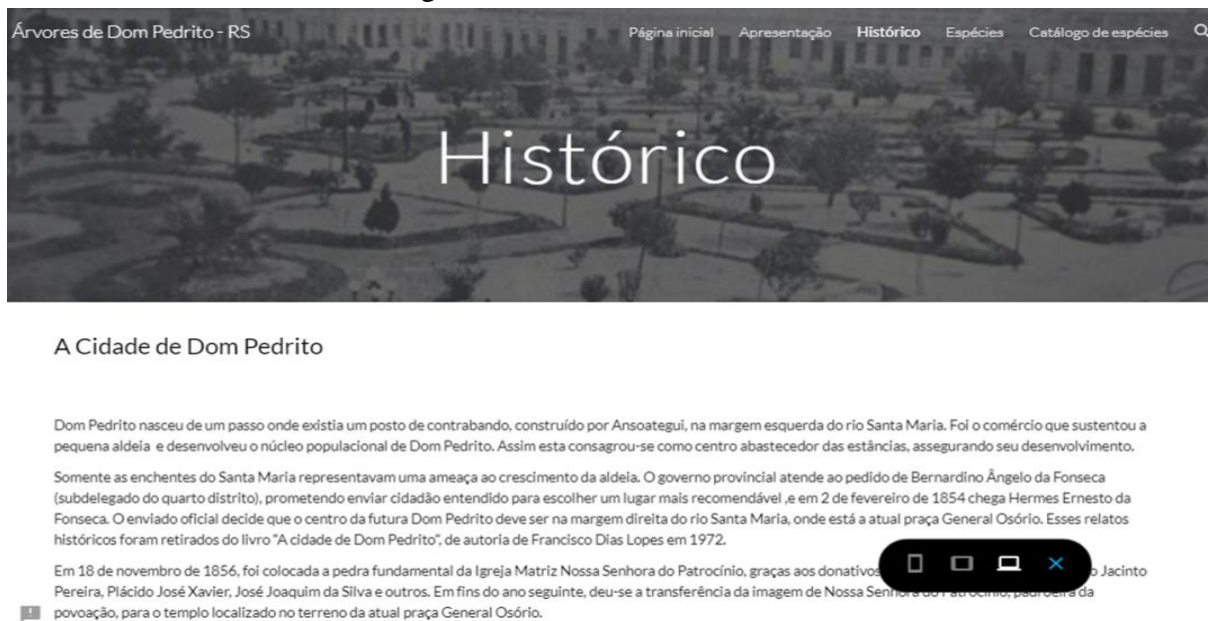 Árvores de Dom Pedrito - RS
Página inicial Apresentação Histórico Espécies Catálogo de espécies
Histórico
A Cidade de Dom Pedrito
Dom Pedrito nasceu de um passo onde existia um posto de contrabando, construído por Ansoategui, na margem esquerda do rio Santa Maria. Foi o comércio que sustentou a
pequena aldeia e desenvolveu o núcleo populacional de Dom Pedrito. Assim esta consagrou-se como centro abastecedor das estâncias, assegurando seu desenvolvimento.
Somente as enchentes do Santa Maria representavam uma ameaça ao crescimento da aldeia. O governo provincial atende ao pedido de Bernardino Ângelo da Fonseca
(subdelegado do quarto distrito), prometendo enviar cidadão entendido para escolher um lugar mais recomendável ,e em 2 de fevereiro de 1854 chega Hermes Ernesto da
Fonseca. O enviado oficial decide que o centro da futura Dom Pedrito deve ser na margem direita do rio Santa Maria, onde está a atual praça General Osório. Esses relatos
históricos foram retirados do livro "A cidade de Dom Pedrito", de autoria de Francisco Dias Lopes em 1972.
Em 18 de novembro de 1856, foi colocada a pedra fundamental da Igreja Matriz Nossa Senhora do Patrocínio, graças aos donativos Jacinto
Pereira, Plácido José Xavier, José Joaquim da Silva e outros. Em fins do ano seguinte, deu-se a transferência da imagem de Nossa Senhora do Patrocínio, padroeira da
povoação, para o templo localizado no terreno da atual praça General Osório.